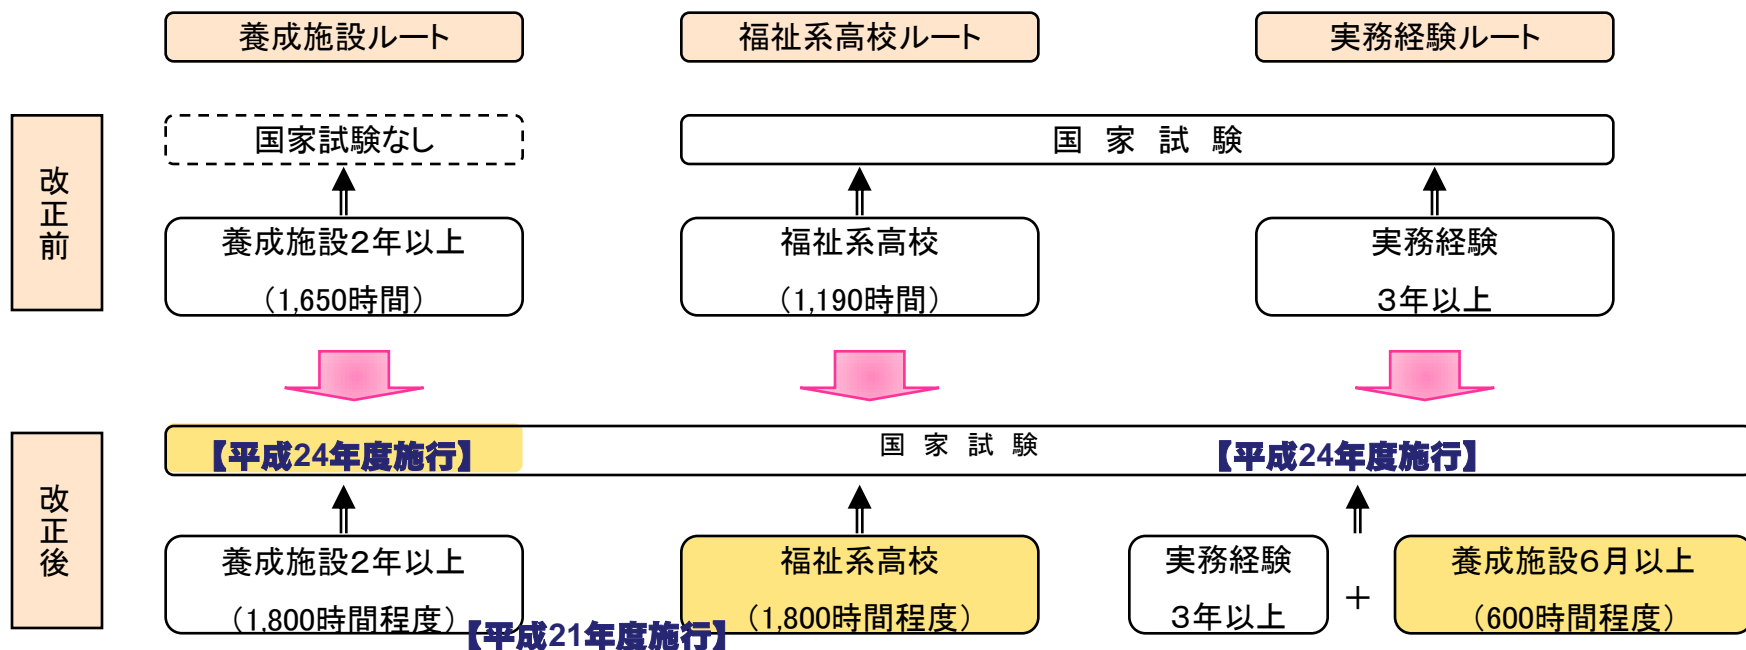 養成施設ルート
福祉系高校ルート
実務経験ルート
改正前
国家試験なし
国 家 試 験
養成施設２年以上
（1,650時間）
福祉系高校
（1,190時間）
実務経験
３年以上
改正後
【平成24年度施行】
国 家 試 験
【平成24年度施行】
養成施設２年以上
（1,800時間程度）
【平成21年度施行】
福祉系高校
（1,800時間程度）
実務経験
３年以上
＋
養成施設６月以上
（600時間程度）